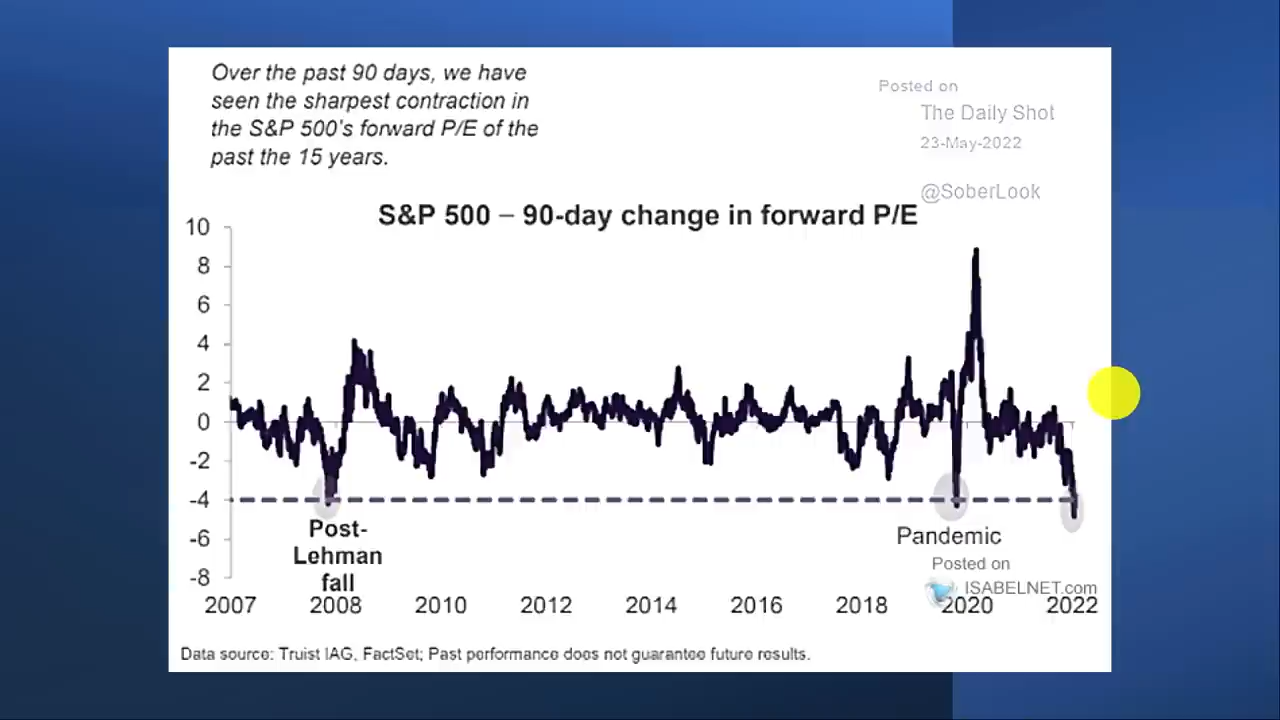 Over the past 90 days, we have
seen the sharpest contraction in
the S&P 500's forward P/E of the
past the 15 years.
Posted on
The Daily Shot
23-May-2022
@SoberLook
S&P 500 – 90-day change in forward P/E
10
8
6
4
2
0
-2
-4
-6
-8
Post-
Lehman
fall
Pandemic
Posted on
ISABELNET.com
2007 2008 2010 2012 2014 2016 2018 2020 2022
Data source: Truist IAG, FactSet; Past performance does not guarantee future results.